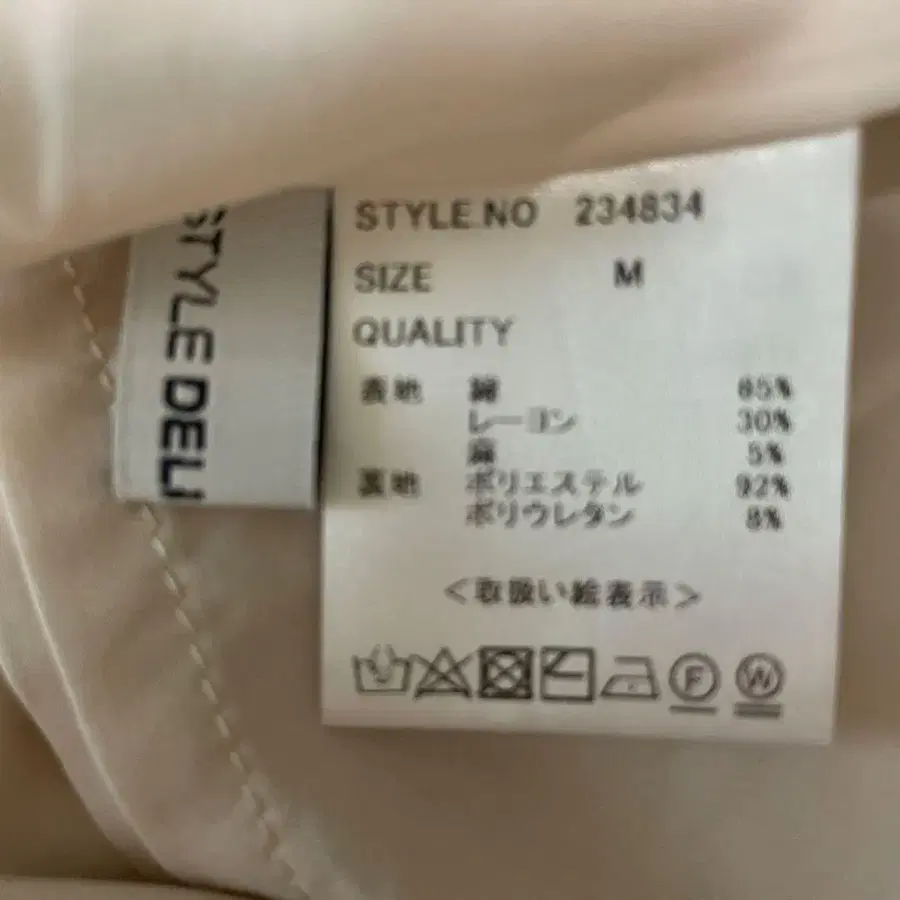 STYLE DELI
STYLE.NO 234834
SIZE M
QUALITY
表地 綿 65%
レーヨン 30%
麻 5%
裏地 ポリエステル 92%
ポリウレタン 8%
<取扱い絵表示>
F
W